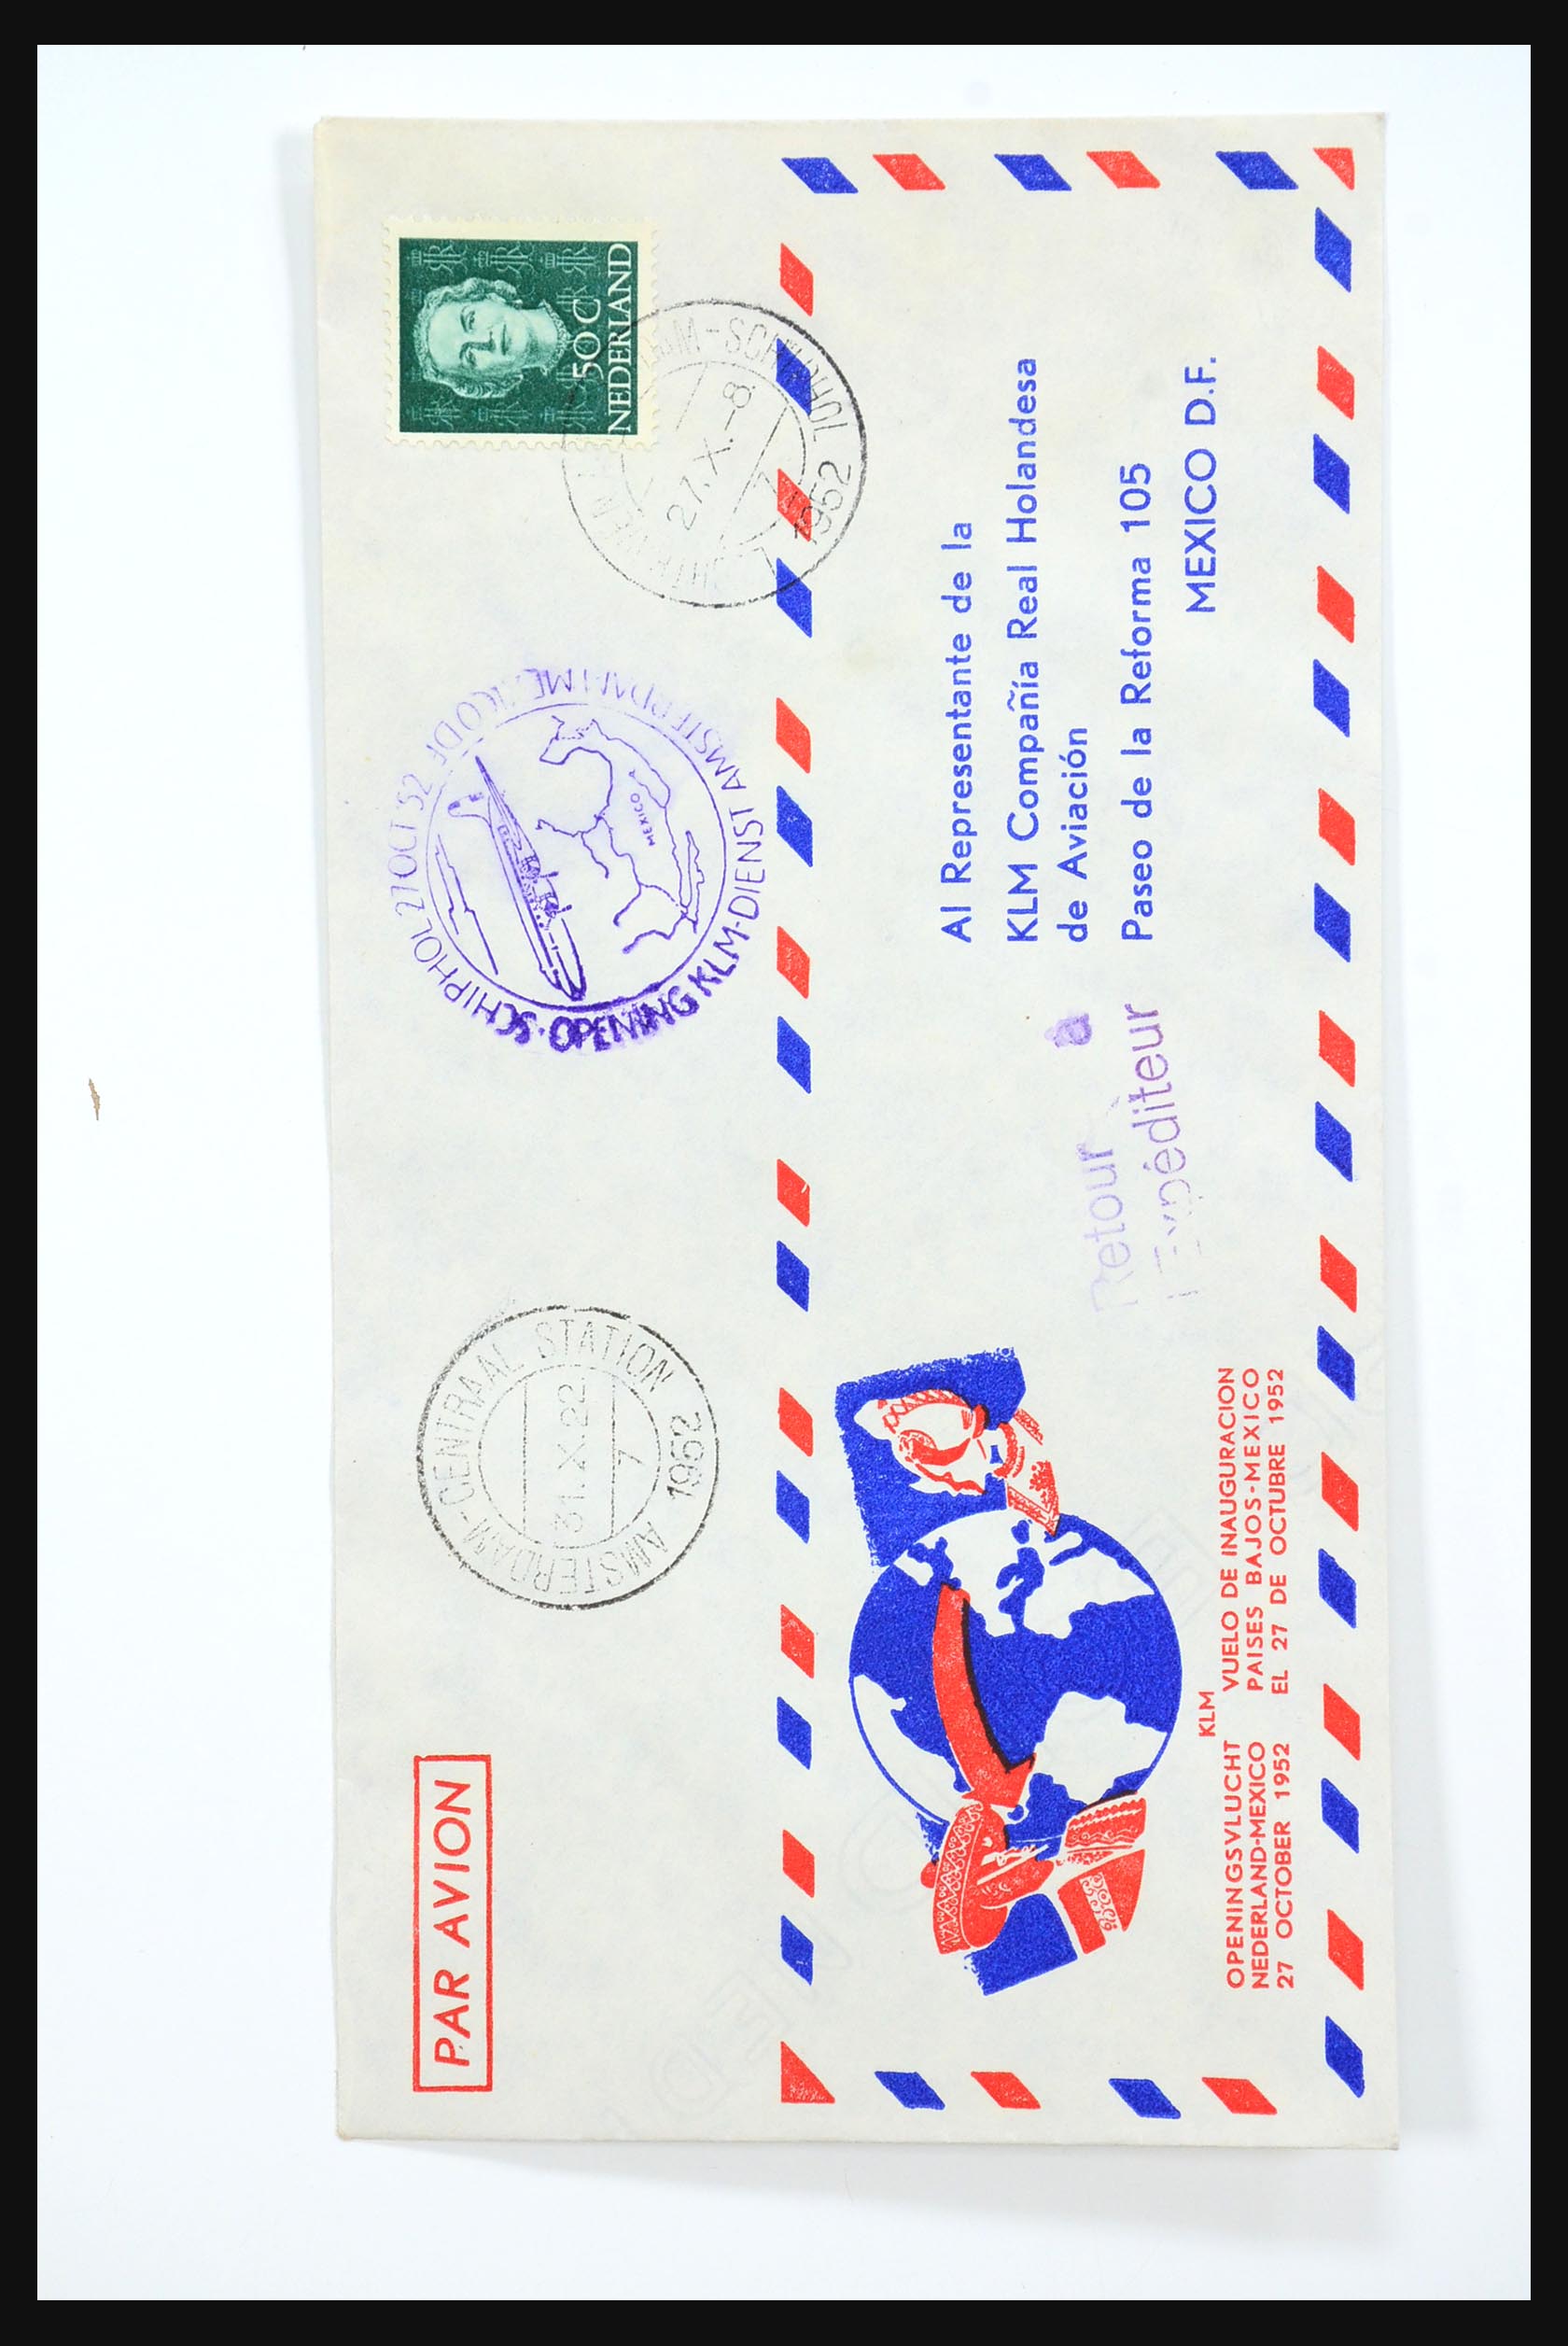 PAR AVION
AMSTERDAM-CENTRAAL STATION
31.X.22
7
1952
SCHIPHOL 27 OCT 52
OPENING KLM-DIENST AMSTERDAM MEXICO DF
MEXICO
NEDERLAND
50 C
SCHIPHOL
27.X.-8
7
1952
Al Representante de la
KLM Compañía Real Holandesa
de Aviación
Paseo de la Reforma 105
MEXICO D.F.
Retour à
l'Expéditeur
KLM
OPENINGSVLUCHT
NEDERLAND-MEXICO
27 OCTOBER 1952
VUELO DE INAUGURACION
PAISES BAJOS-MEXICO
EL 27 DE OCTUBRE 1952